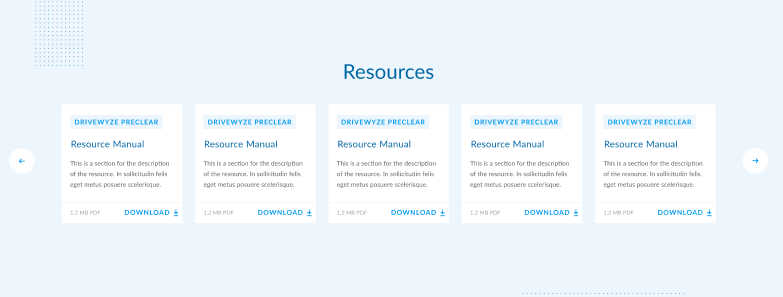 Resources
DRIVEWYZE PRECLEAR
Resource Manual
This is a section for the description
of the resource. In sollicitudin felis
eget metus posuere scelerisque.
1.2 MB PDF
DOWNLOAD
DRIVEWYZE PRECLEAR
Resource Manual
This is a section for the description
of the resource. In sollicitudin felis
eget metus posuere scelerisque.
1.2 MB PDF
DOWNLOAD
DRIVEWYZE PRECLEAR
Resource Manual
This is a section for the description
of the resource. In sollicitudin felis
eget metus posuere scelerisque.
1.2 MB PDF
DOWNLOAD
DRIVEWYZE PRECLEAR
Resource Manual
This is a section for the description
of the resource. In sollicitudin felis
eget metus posuere scelerisque.
1.2 MB PDF
DOWNLOAD
DRIVEWYZE PRECLEAR
Resource Manual
This is a section for the description
of the resource. In sollicitudin felis
eget metus posuere scelerisque.
1.2 MB PDF
DOWNLOAD